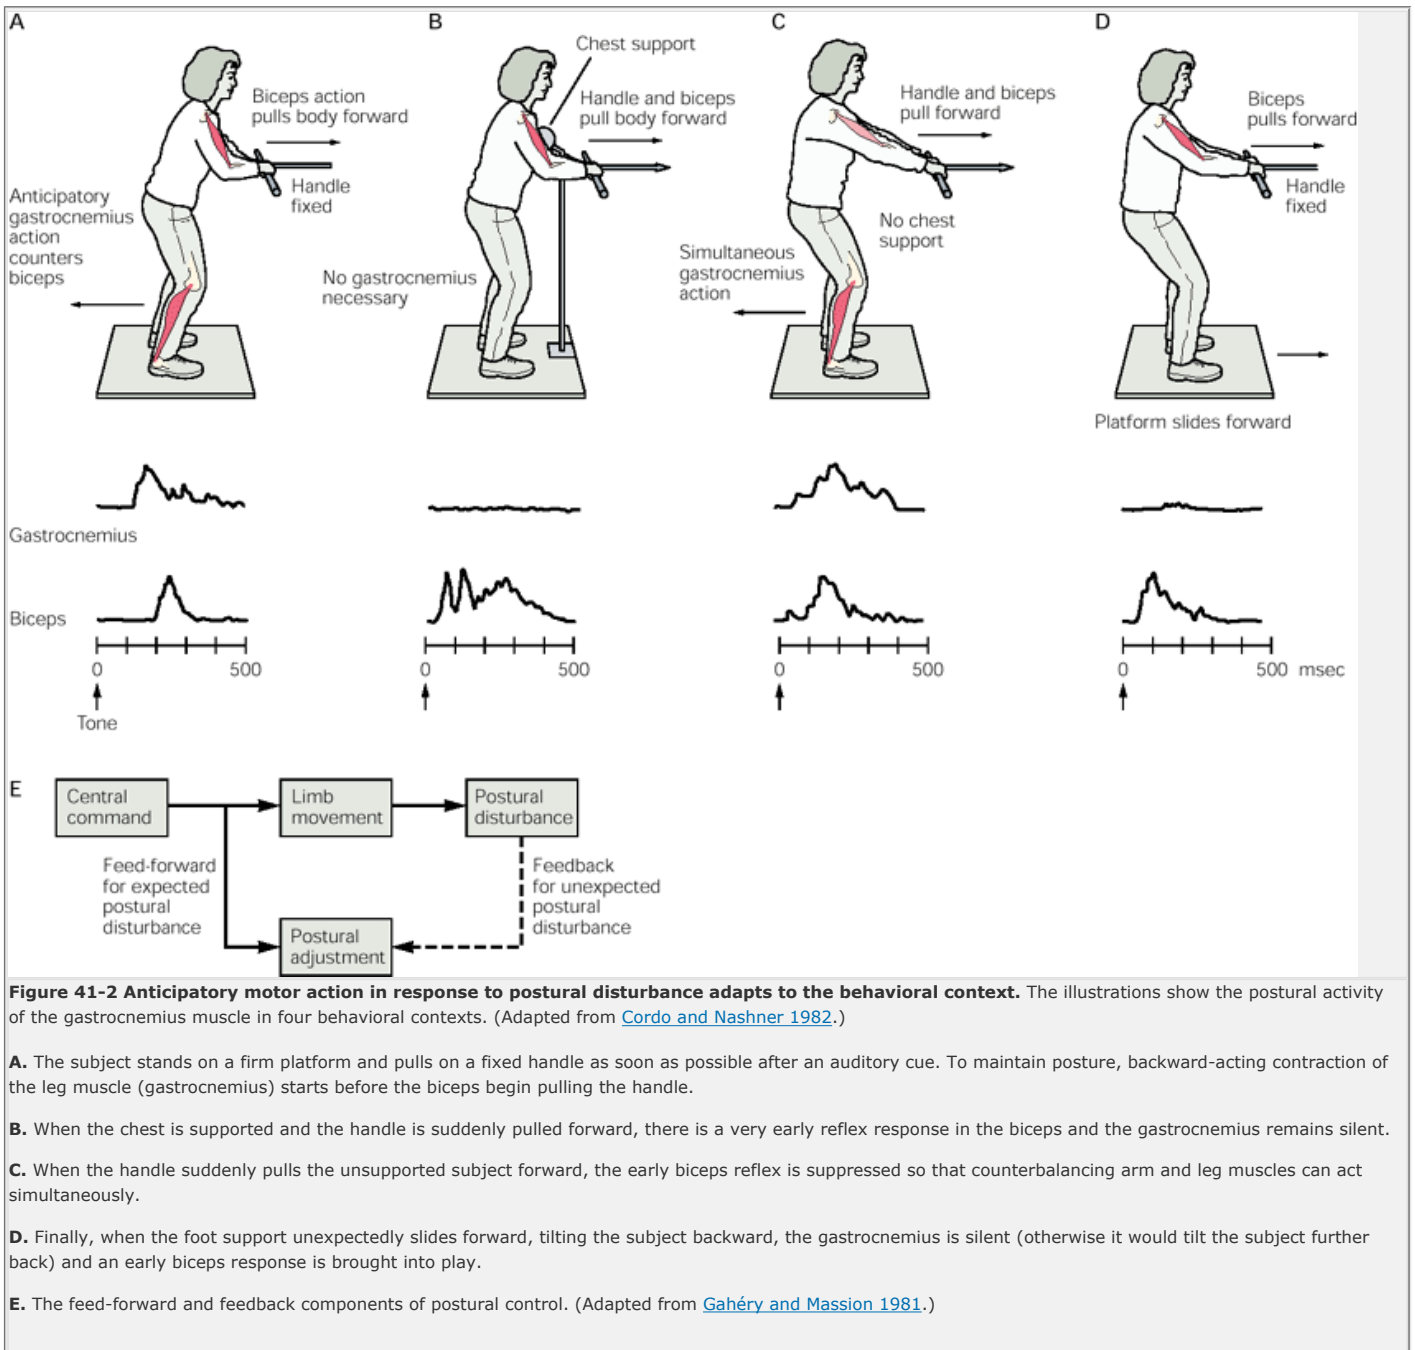 A
B
C
D
Chest support
Biceps action
pulls body forward
Handle and biceps
pull body forward
Handle and biceps
pull forward
Biceps
pulls forward
Handle
fixed
Handle
fixed
Anticipatory
gastrocnemius
action
counters
biceps
No gastrocnemius
necessary
No chest
support
Simultaneous
gastrocnemius
action
Platform slides forward
Gastrocnemius
Biceps
0
500
0
500
0
500
0
500 msec
Tone
E
Central
command
Limb
movement
Postural
disturbance
Feed-forward
for expected
postural
disturbance
Feedback
for unexpected
postural
disturbance
Postural
adjustment
Figure 41-2 Anticipatory motor action in response to postural disturbance adapts to the behavioral context. The illustrations show the postural activity
of the gastrocnemius muscle in four behavioral contexts. (Adapted from Cordo and Nashner 1982.)
A. The subject stands on a firm platform and pulls on a fixed handle as soon as possible after an auditory cue. To maintain posture, backward-acting contraction of
the leg muscle (gastrocnemius) starts before the biceps begin pulling the handle.
B. When the chest is supported and the handle is suddenly pulled forward, there is a very early reflex response in the biceps and the gastrocnemius remains silent.
C. When the handle suddenly pulls the unsupported subject forward, the early biceps reflex is suppressed so that counterbalancing arm and leg muscles can act
simultaneously.
D. Finally, when the foot support unexpectedly slides forward, tilting the subject backward, the gastrocnemius is silent (otherwise it would tilt the subject further
back) and an early biceps response is brought into play.
E. The feed-forward and feedback components of postural control. (Adapted from Gahéry and Massion 1981.)